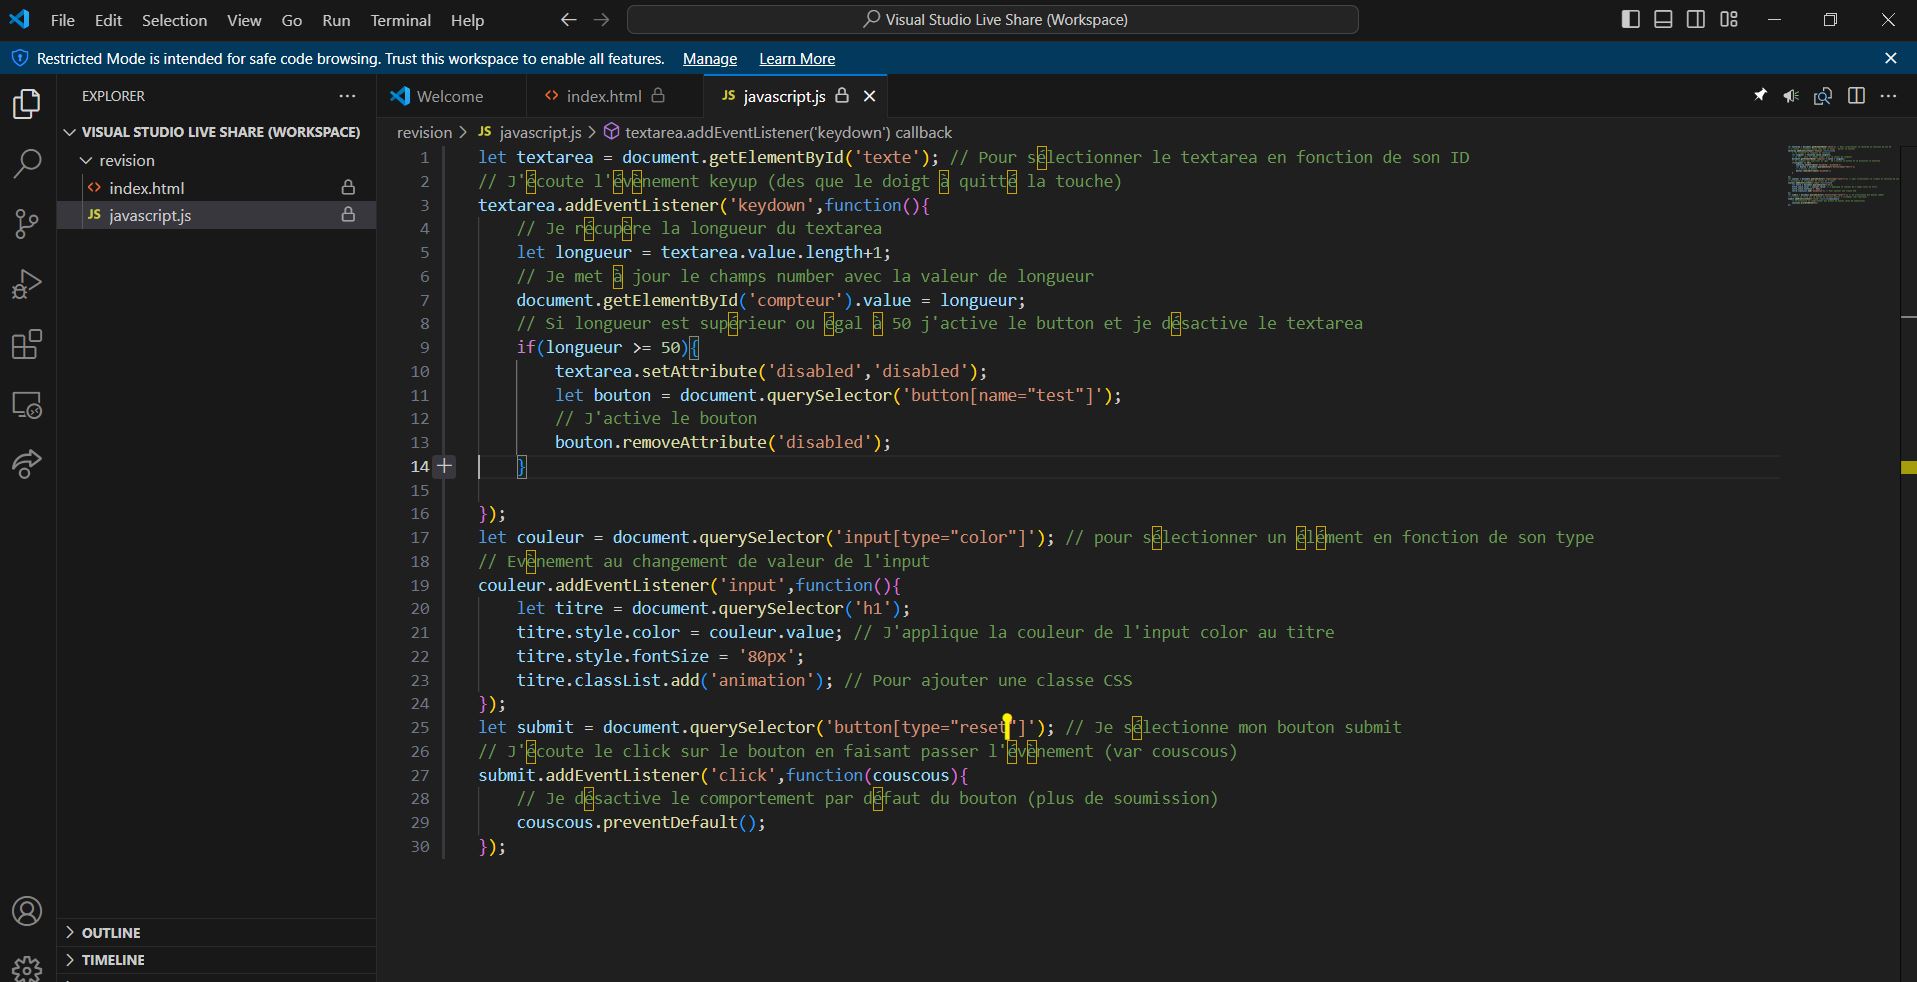 File Edit Selection View Go Run Terminal Help
Visual Studio Live Share (Workspace)
Restricted Mode is intended for safe code browsing. Trust this workspace to enable all features. Manage Learn More
EXPLORER
VISUAL STUDIO LIVE SHARE (WORKSPACE)
revision
index.html
JS javascript.js
OUTLINE
TIMELINE
Welcome
index.html
JS javascript.js
revision > JS javascript.js > textarea.addEventListener('keydown') callback
1 let textarea = document.getElementById('texte'); // Pour sélectionner le textarea en fonction de son ID
2 // J'écoute l'évènement keyup (des que le doigt à quitté la touche)
3 textarea.addEventListener('keydown',function(){
4 // Je récupère la longueur du textarea
5 let longueur = textarea.value.length+1;
6 // Je met à jour le champs number avec la valeur de longueur
7 document.getElementById('compteur').value = longueur;
8 // Si longueur est supérieur ou égal à 50 j'active le button et je désactive le textarea
9 if(longueur >= 50){
10 textarea.setAttribute('disabled','disabled');
11 let bouton = document.querySelector('button[name="test"]');
12 // J'active le bouton
13 bouton.removeAttribute('disabled');
14 }
15
16 });
17 let couleur = document.querySelector('input[type="color"]'); // pour sélectionner un élément en fonction de son type
18 // Evènement au changement de valeur de l'input
19 couleur.addEventListener('input',function(){
20 let titre = document.querySelector('h1');
21 titre.style.color = couleur.value; // J'applique la couleur de l'input color au titre
22 titre.style.fontSize = '80px';
23 titre.classList.add('animation'); // Pour ajouter une classe CSS
24 });
25 let submit = document.querySelector('button[type="reset"]'); // Je sélectionne mon bouton submit
26 // J'écoute le click sur le bouton en faisant passer l'évènement (var couscous)
27 submit.addEventListener('click',function(couscous){
28 // Je désactive le comportement par défaut du bouton (plus de soumission)
29 couscous.preventDefault();
30 });